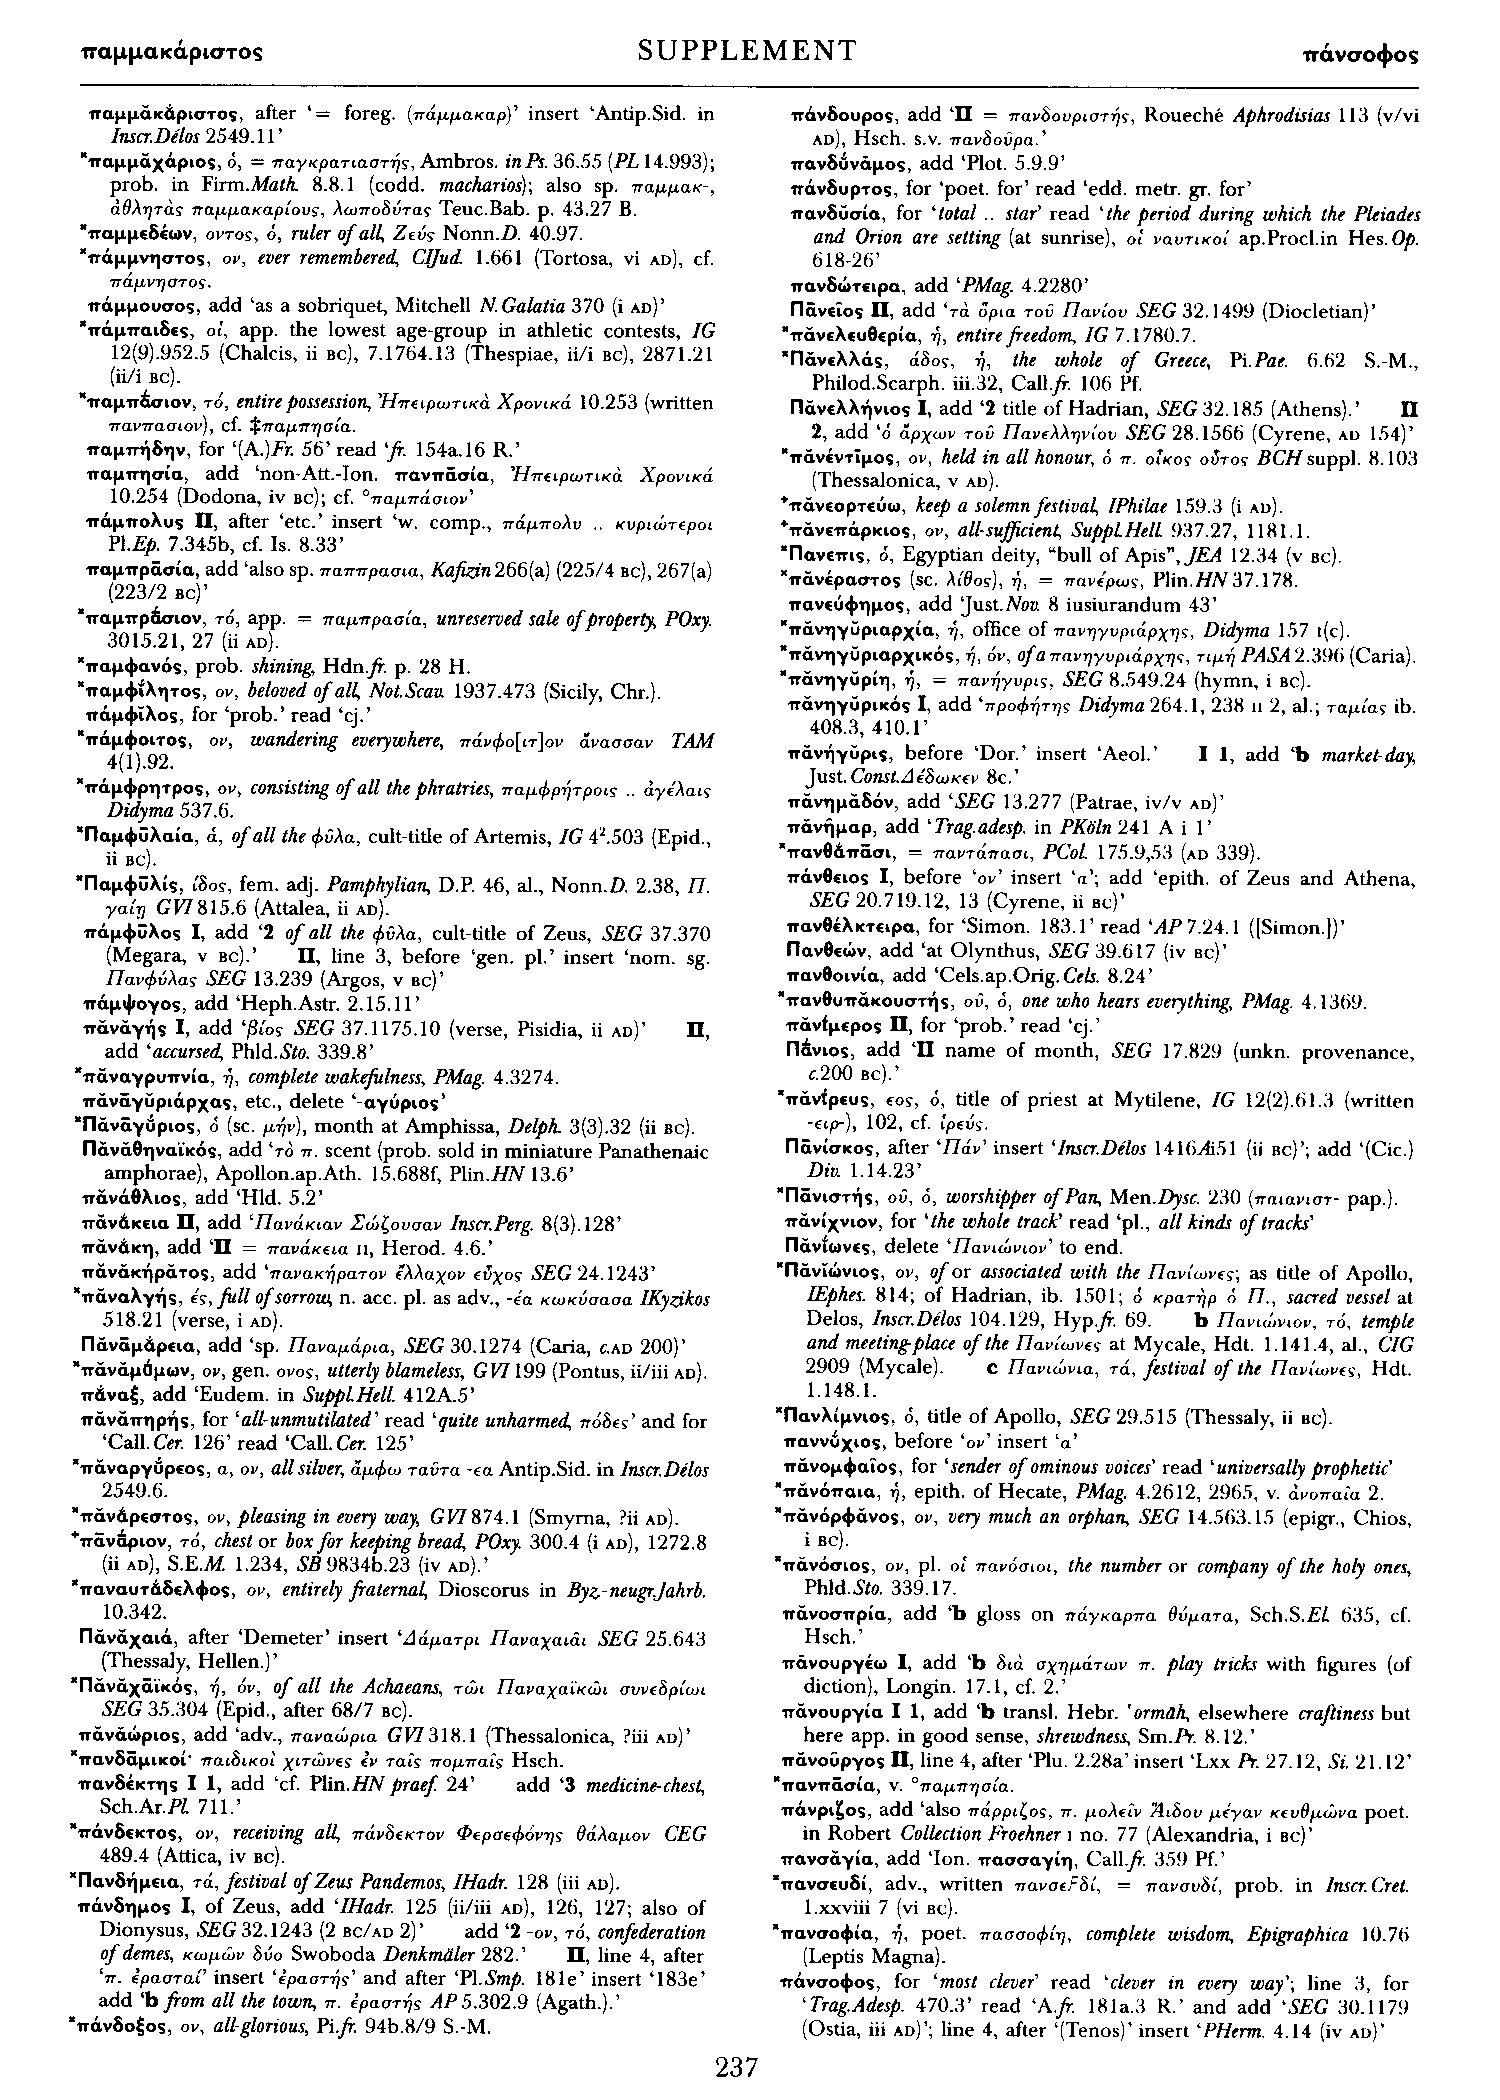 παμμακάριστος SUPPLEMENT πάνσοφος
παμμᾰκᾰ́ριστος, after ‘= foreg. (πάμμακαρ)’ insert ‘Antip.Sid. in
Inscr.Délos 2549.11’
*παμμᾰχάριος, ὁ, = παγκρατιαστής, Ambros. in Ps. 36.55 (PL 14.993);
prob. in Firm.Math. 8.8.1 (codd. macharios); also sp. παμμακ-,
ἀθλητὰς παμμακαρίους, λωποδύτας Teuc.Bab. p. 43.27 B.
*παμμεδέων, οντος, ὁ, ruler of all, Ζεύς Nonn.D. 40.97.
*πάμμνηστος, ον, ever remembered, CIJud. 1.661 (Tortosa, vi AD), cf.
πάμνηστος.
πάμμουσος, add ‘as a sobriquet, Mitchell N.Galatia 370 (i AD)’
*πάμπαιδες, οἱ, app. the lowest age-group in athletic contests, IG
12(9).952.5 (Chalcis, ii BC), 7.1764.13 (Thespiae, ii/i BC), 2871.21
(ii/i BC).
*παμπᾱ́σιον, τό, entire possession, Ἠπειρωτικὰ Χρονικά 10.253 (written
πανπασιον), cf. ‡παμπησία.
παμπήδην, for ‘(A.)Fr. 56’ read ‘fr. 154a.16 R.’
παμπησία, add ‘non-Att.-Ion. πανπᾱσία, Ἠπειρωτικὰ Χρονικά
10.254 (Dodona, iv BC); cf. °παμπάσιον’
πάμπολυς II, after ‘etc.’ insert ‘w. comp., πάμπολυ .. κυριώτεροι
Pl.Ep. 7.345b, cf. Is. 8.33’
παμπρᾱσία, add ‘also sp. παππρασια, Kafizin 266(a) (225/4 BC), 267(a)
(223/2 BC)’
*παμπρᾱ́σιον, τό, app. = παμπρασία, unreserved sale of property, POxy.
3015.21, 27 (ii AD).
*παμφανός, prob. shining, Hdn.fr. p. 28 H.
*παμφῐ́λητος, ον, beloved of all, Not.Scav. 1937.473 (Sicily, Chr.).
πάμφῐλος, for ‘prob.’ read ‘cj.’
*πάμφοιτος, ον, wandering everywhere, πάνφο[ιτ]ον ἄνασσαν TAM
4(1).92.
*πάμφρητρος, ον, consisting of all the phratries, παμφρήτροις .. ἀγέλαις
Didyma 537.6.
*Παμφῡλαία, ἁ, of all the φῦλα, cult-title of Artemis, IG 4².503 (Epid.,
ii BC).
*Παμφῡλίς, ίδος, fem. adj. Pamphylian, D.P. 46, al., Nonn.D. 2.38, Π.
γαίῃ GVI 815.6 (Attalea, ii AD).
πάμφῡλος I, add ‘2 of all the φῦλα, cult-title of Zeus, SEG 37.370
(Megara, v BC).’ II, line 3, before ‘gen. pl.’ insert ‘nom. sg.
Πανφύλας SEG 13.239 (Argos, v BC)’
πάμψογος, add ‘Heph.Astr. 2.15.11’
πᾰνᾰγής I, add ‘βίος SEG 37.1175.10 (verse, Pisidia, ii AD)’ II,
add ‘accursed, Phld.Sto. 339.8’
*πᾰναγρυπνία, ἡ, complete wakefulness, PMag. 4.3274.
πᾰνᾱγῠριάρχας, etc., delete ‘-αγύριος’
*Πᾰνᾱγῠ́ριος, ὁ (sc. μήν), month at Amphissa, Delph. 3(3).32 (ii BC).
Πᾰνᾰθηναϊκός, add ‘τὸ π. scent (prob. sold in miniature Panathenaic
amphorae), Apollon.ap.Ath. 15.688f, Plin.HN 13.6’
πᾰνάθλιος, add ‘Hld. 5.2’
πᾰνᾰ́κεια II, add ‘Πανάκιαν Σώζουσαν Inscr.Perg. 8(3).128’
πᾰνᾰ́κη, add ‘II = πανάκεια II, Herod. 4.6.’
πᾰνᾰκήρᾰτος, add ‘πανακήρατον ἔλλαχον εὖχος SEG 24.1243’
*πᾰναλγής, ές, full of sorrow, n. acc. pl. as adv., -έα κωκύσασα IKyzikos
518.21 (verse, i AD).
Πᾰνᾱμάρεια, add ‘sp. Παναμάρια, SEG 30.1274 (Caria, c.AD 200)’
*πᾰνᾰμῡ́μων, ον, gen. ονος, utterly blameless, GVI 199 (Pontus, ii/iii AD).
πᾰ́ναξ, add ‘Eudem. in Suppl.Hell. 412A.5’
πᾰνᾰπηρής, for ‘all-unmutilated’ read ‘quite unharmed, πόδες’ and for
‘Call.Cer. 126’ read ‘Call.Cer. 125’
*πᾰναργῠ́ρεος, α, ον, all silver, ἄμφω ταῦτα -εα Antip.Sid. in Inscr.Délos
2549.6.
*πᾰνᾰ́ρεστος, ον, pleasing in every way, GVI 874.1 (Smyrna, ?ii AD).
⁺πᾱνᾰ́ριον, τό, chest or box for keeping bread, POxy. 300.4 (i AD), 1272.8
(ii AD), S.E.M. 1.234, SB 9834b.23 (iv AD).’
*παναυτᾰ́δελφος, ον, entirely fraternal, Dioscorus in Byz.-neugr.Jahrb.
10.342.
Πᾰνᾰχαιά, after ‘Demeter’ insert ‘Δάματρι Παναχαιᾶι SEG 25.643
(Thessaly, Hellen.)’
*Πᾰνᾰχᾱϊκός, ή, όν, of all the Achaeans, τῶι Παναχαϊκῶι συνεδρίωι
SEG 35.304 (Epid., after 68/7 BC).
πᾰνᾰώριος, add ‘adv., παναώρια GVI 318.1 (Thessalonica, ?iii AD)’
*πανδᾱμικοί· παιδικοὶ χιτῶνες ἐν ταῖς πομπαῖς Hsch.
πανδέκτης I 1, add ‘cf. Plin.HN praef. 24’ add ‘3 medicine-chest,
Sch.Ar.Pl. 711.’
*πάνδεκτος, ον, receiving all, πάνδεκτον Φερσεφόνης θάλαμον CEG
489.4 (Attica, iv BC).
*Πανδήμεια, τά, festival of Zeus Pandemos, IHadr. 128 (iii AD).
πάνδημος I, of Zeus, add ‘IHadr. 125 (ii/iii AD), 126, 127; also of
Dionysus, SEG 32.1243 (2 BC/AD 2)’ add ‘2 -ον, τό, confederation
of demes, κωμῶν δύο Swoboda Denkmäler 282.’ II, line 4, after
‘π. ἐρασταί’ insert ‘ἐραστής’ and after ‘Pl.Smp. 181e’ insert ‘183e’
add ‘b from all the town, π. ἐραστής AP 5.302.9 (Agath.).’
*πάνδοξος, ον, all-glorious, Pi.fr. 94b.8/9 S.-M.
πάνδουρος, add ‘II = πανδουριστής, Roueché Aphrodisias 113 (v/vi
AD), Hsch. s.v. πανδοῦρα.’
πανδῠ́νᾰμος, add ‘Plot. 5.9.9’
πάνδυρτος, for ‘poet. for’ read ‘edd. metr. gr. for’
πανδῠσία, for ‘total .. star’ read ‘the period during which the Pleiades
and Orion are setting (at sunrise), οἱ ναυτικοί ap.Procl.in Hes.Op.
618-26’
πανδώτειρα, add ‘PMag. 4.2280’
Πᾱνεῖος II, add ‘τὰ ὅρια τοῦ Πανίου SEG 32.1499 (Diocletian)’
*πᾰνελευθερία, ἡ, entire freedom, IG 7.1780.7.
*Πᾰνελλάς, άδος, ἡ, the whole of Greece, Pi.Pae. 6.62 S.-M.,
Philod.Scarph. iii.32, Call.fr. 106 Pf.
Πᾰνελλήνιος I, add ‘2 title of Hadrian, SEG 32.185 (Athens).’ II
2, add ‘ὁ ἄρχων τοῦ Πανελληνίου SEG 28.1566 (Cyrene, AD 154)’
*πᾰνέντῑμος, ον, held in all honour, ὁ π. οἶκος οὗτος BCH suppl. 8.103
(Thessalonica, v AD).
⁺πᾰνεορτεύω, keep a solemn festival, IPhilae 159.3 (i AD).
⁺πᾰνεπάρκιος, ον, all-sufficient, Suppl.Hell. 937.27, 1181.1.
*Πανεπις, ὁ, Egyptian deity, “bull of Apis”, JEA 12.34 (v BC).
*πᾰνέραστος (sc. λίθος), ἡ, = πανέρως, Plin.HN 37.178.
πανεύφημος, add ‘Just.Nov. 8 iusiurandum 43’
*πᾰνηγῠριαρχία, ἡ, office of πανηγυριάρχης, Didyma 157 I(c).
*πᾰνηγῠριαρχικός, ή, όν, of a πανηγυριάρχης, τιμή PASA 2.396 (Caria).
*πᾰνηγῠρίη, ἡ, = πανήγυρις, SEG 8.549.24 (hymn, i BC).
πᾰνηγῠρικός I, add ‘προφήτης Didyma 264.1, 238 II 2, al.; ταμίας ib.
408.3, 410.1’
πᾰνήγῠρις, before ‘Dor.’ insert ‘Aeol.’ I 1, add ‘b market-day,
Just.Const.Δέδωκεν 8c.’
πᾰνημᾰδόν, add ‘SEG 13.277 (Patrae, iv/v AD)’
πᾰνῆμαρ, add ‘Trag.adesp. in PKöln 241 A i 1’
*πανθᾰ́πᾱσι, = παντάπασι, PCol. 175.9,53 (AD 339).
πάνθειος I, before ‘ον’ insert ‘α’; add ‘epith. of Zeus and Athena,
SEG 20.719.12, 13 (Cyrene, ii BC)’
πανθέλκτειρα, for ‘Simon. 183.1’ read ‘AP 7.24.1 ([Simon.])’
Πανθεών, add ‘at Olynthus, SEG 39.617 (iv BC)’
πανθοινία, add ‘Cels.ap.Orig.Cels. 8.24’
*πανθυπᾰκουστής, οῦ, ὁ, one who hears everything, PMag. 4.1369.
πᾰνῑ́μερος II, for ‘prob.’ read ‘cj.’
Πᾱ́νιος, add ‘II name of month, SEG 17.829 (unkn. provenance,
c.200 BC).’
*πᾰνῑ́ρευς, εος, ὁ, title of priest at Mytilene, IG 12(2).61.3 (written
-ειρ-), 102, cf. ἱρεύς.
Πᾱνίσκος, after ‘Πάν’ insert ‘Inscr.Délos 1416Ai51 (ii BC)’; add ‘(Cic.)
Div. 1.14.23’
*Πᾱνιστής, οῦ, ὁ, worshipper of Pan, Men.Dysc. 230 (παιανιστ- pap.).
πᾰνίχνιον, for ‘the whole track’ read ‘pl., all kinds of tracks’
Πᾰνῐ́ωνες, delete ‘Πανιώνιον’ to end.
*Πᾰνῐώνιος, ον, of or associated with the Πανίωνες; as title of Apollo,
IEphes. 814; of Hadrian, ib. 1501; ὁ κρατὴρ ὁ Π., sacred vessel at
Delos, Inscr.Délos 104.129, Hyp.fr. 69. b Πανιώνιον, τό, temple
and meeting-place of the Πανίωνες at Mycale, Hdt. 1.141.4, al., CIG
2909 (Mycale). c Πανιώνια, τά, festival of the Πανίωνες, Hdt.
1.148.1.
*Πανλίμνιος, ὁ, title of Apollo, SEG 29.515 (Thessaly, ii BC).
παννῠ́χιος, before ‘ον’ insert ‘α’
πᾰνομφαῖος, for ‘sender of ominous voices’ read ‘universally prophetic’
*πᾰνόπαια, ἡ, epith. of Hecate, PMag. 4.2612, 2965, v. ἀνοπαῖα 2.
*πᾰνόρφᾰνος, ον, very much an orphan, SEG 14.563.15 (epigr., Chios,
i BC).
*πᾰνόσιος, ον, pl. οἱ πανόσιοι, the number or company of the holy ones,
Phld.Sto. 339.17.
πᾰνοσπρία, add ‘b gloss on πάγκαρπα θύματα, Sch.S.El. 635, cf.
Hsch.’
πᾰνουργέω I, add ‘b διὰ σχημάτων π. play tricks with figures (of
diction), Longin. 17.1, cf. 2.’
πᾰνουργία I 1, add ‘b transl. Hebr. ʿormāh, elsewhere craftiness but
here app. in good sense, shrewdness, Sm.Pr. 8.12.’
πᾰνοῦργος II, line 4, after ‘Plu. 2.28a’ insert ‘Lxx Pr. 27.12, Si. 21.12’
*πανπᾱσία, v. °παμπησία.
πάνριζος, add ‘also πάρριζος, π. μολεῖν Ἄιδου μέγαν κευθμῶνα poet.
in Robert Collection Froehner I no. 77 (Alexandria, i BC)’
πανσᾰγία, add ‘Ion. πασσαγίη, Call.fr. 359 Pf.’
*πανσευδί, adv., written πανσεϝδί, = πανσυδί, prob. in Inscr.Cret.
1.xxviii 7 (vi BC).
*πανσοφία, ἡ, poet. πασσοφίη, complete wisdom, Epigraphica 10.76
(Leptis Magna).
πάνσοφος, for ‘most clever’ read ‘clever in every way’; line 3, for
‘Trag.Adesp. 470.3’ read ‘A.fr. 181a.3 R.’ and add ‘SEG 30.1179
(Ostia, iii AD)’; line 4, after ‘(Tenos)’ insert ‘PHerm. 4.14 (iv AD)’
237